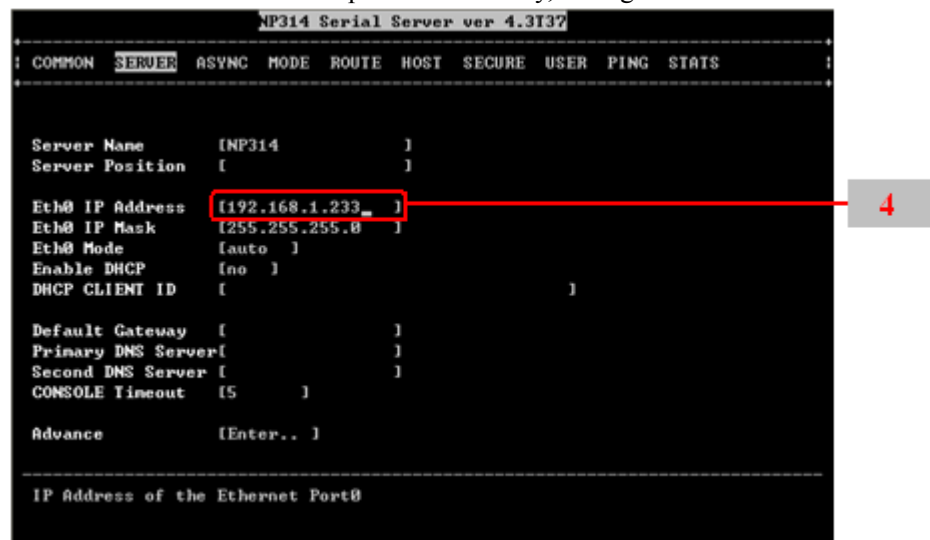 NP314 Serial Server ver 4.3T37
COMMON SERVER ASYNC MODE ROUTE HOST SECURE USER PING STATS
Server Name [NP314 ]
Server Position [ ]
Eth0 IP Address [192.168.1.233_ ]
4
Eth0 IP Mask [255.255.255.0 ]
Eth0 Mode [auto ]
Enable DHCP [no ]
DHCP CLIENT ID [ ]
Default Gateway [ ]
Primary DNS Server[ ]
Second DNS Server [ ]
CONSOLE Timeout [5 ]
Advance [Enter.. ]
IP Address of the Ethernet Port0